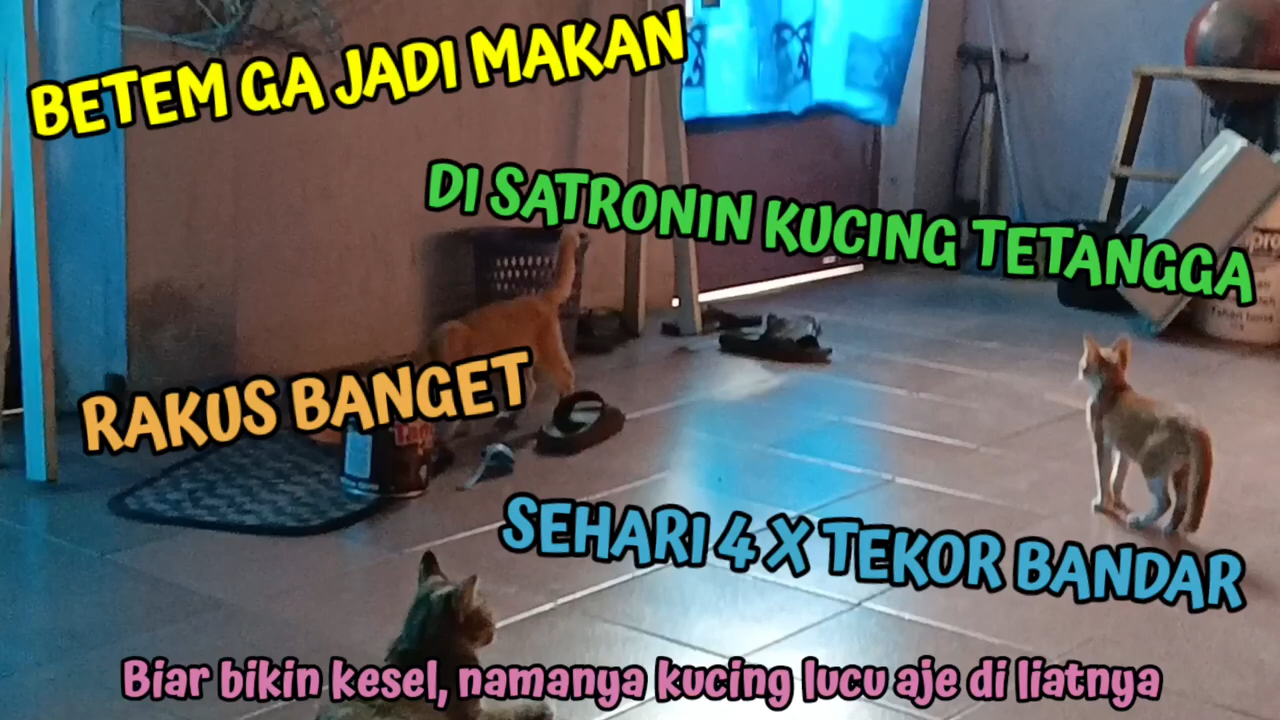 BETEM GA JADI MAKAN
DI SATRONIN KUCING TETANGGA
RAKUS BANGET
SEHARI 4 X TEKOR BANDAR
Biar bikin kesel, namanya kucing lucu aje di liatnya